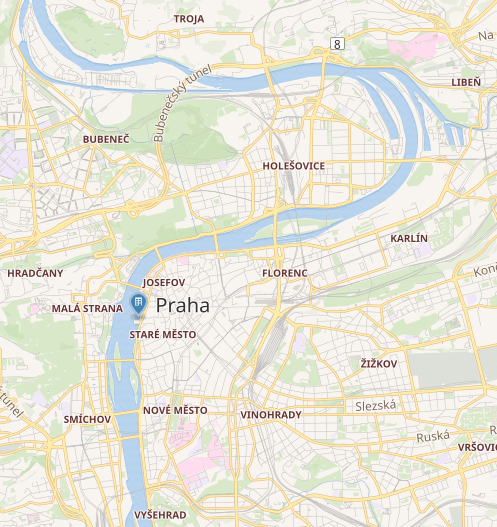 TROJA
8
Na
LIBEŇ
Bubenečský tunel
BUBENEČ
HOLEŠOVICE
KARLÍN
HRADČANY
FLORENC
Kon
JOSEFOV
MALÁ STRANA
Praha
STARÉ MĚSTO
ŽIŽKOV
tunel
NOVÉ MĚSTO
Slezská
SMÍCHOV
VINOHRADY
R
Ruská
VRŠOVIC
VYŠEHRAD